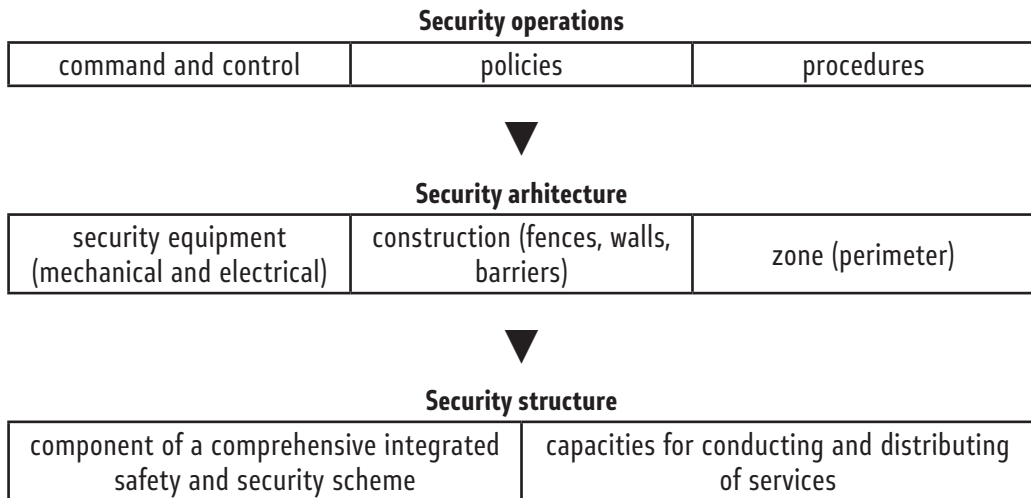 Security operations
command and control
policies
procedures
Security arhitecture
security equipment
(mechanical and electrical)
construction (fences, walls,
barriers)
zone (perimeter)
Security structure
component of a comprehensive integrated
safety and security scheme
capacities for conducting and distributing
of services